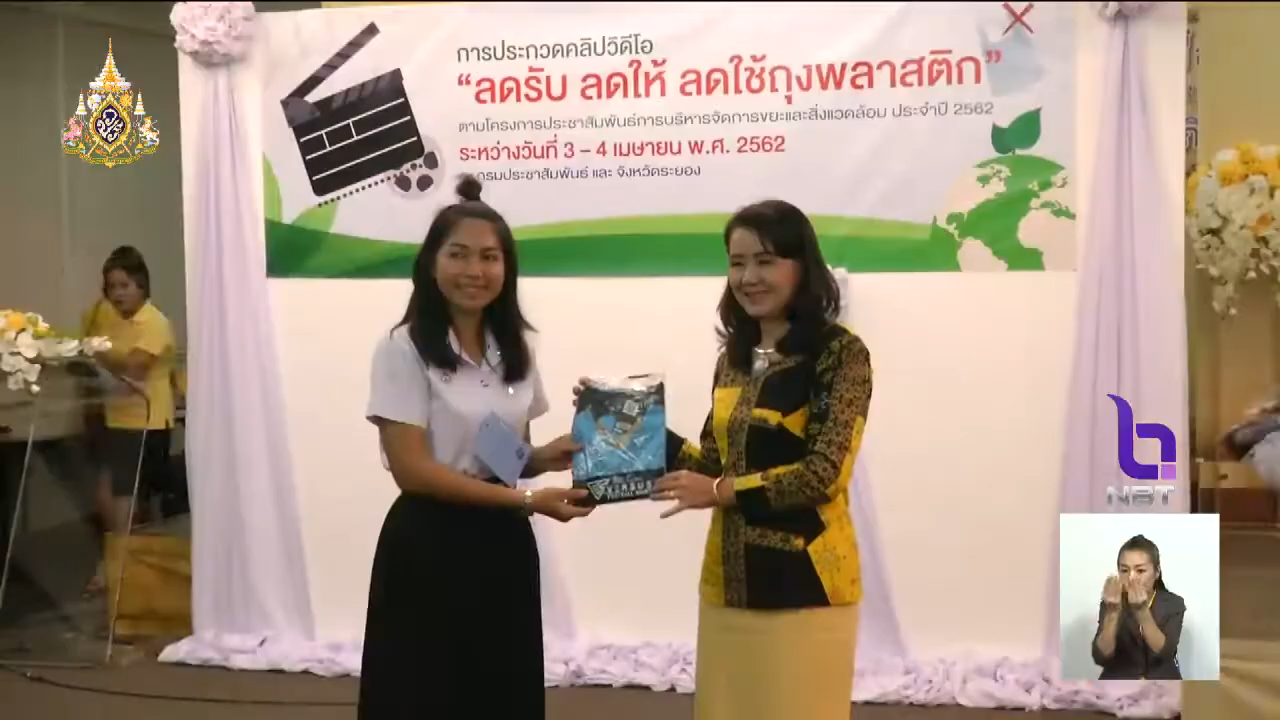 การประกวดคลิปวิดีโอ
“ลดรับ ลดให้ ลดใช้ถุงพลาสติก”
ตามโครงการประชาสัมพันธ์การบริหารจัดการขยะและสิ่งแวดล้อม ประจำปี 2562
ระหว่างวันที่ 3 – 4 เมษายน พ.ศ. 2562
กรมประชาสัมพันธ์ และ จังหวัดระยอง
VERSUS
NBT
NBT